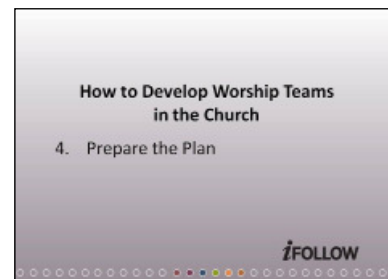 How to Develop Worship Teams
in the Church
4. Prepare the Plan
iFOLLOW